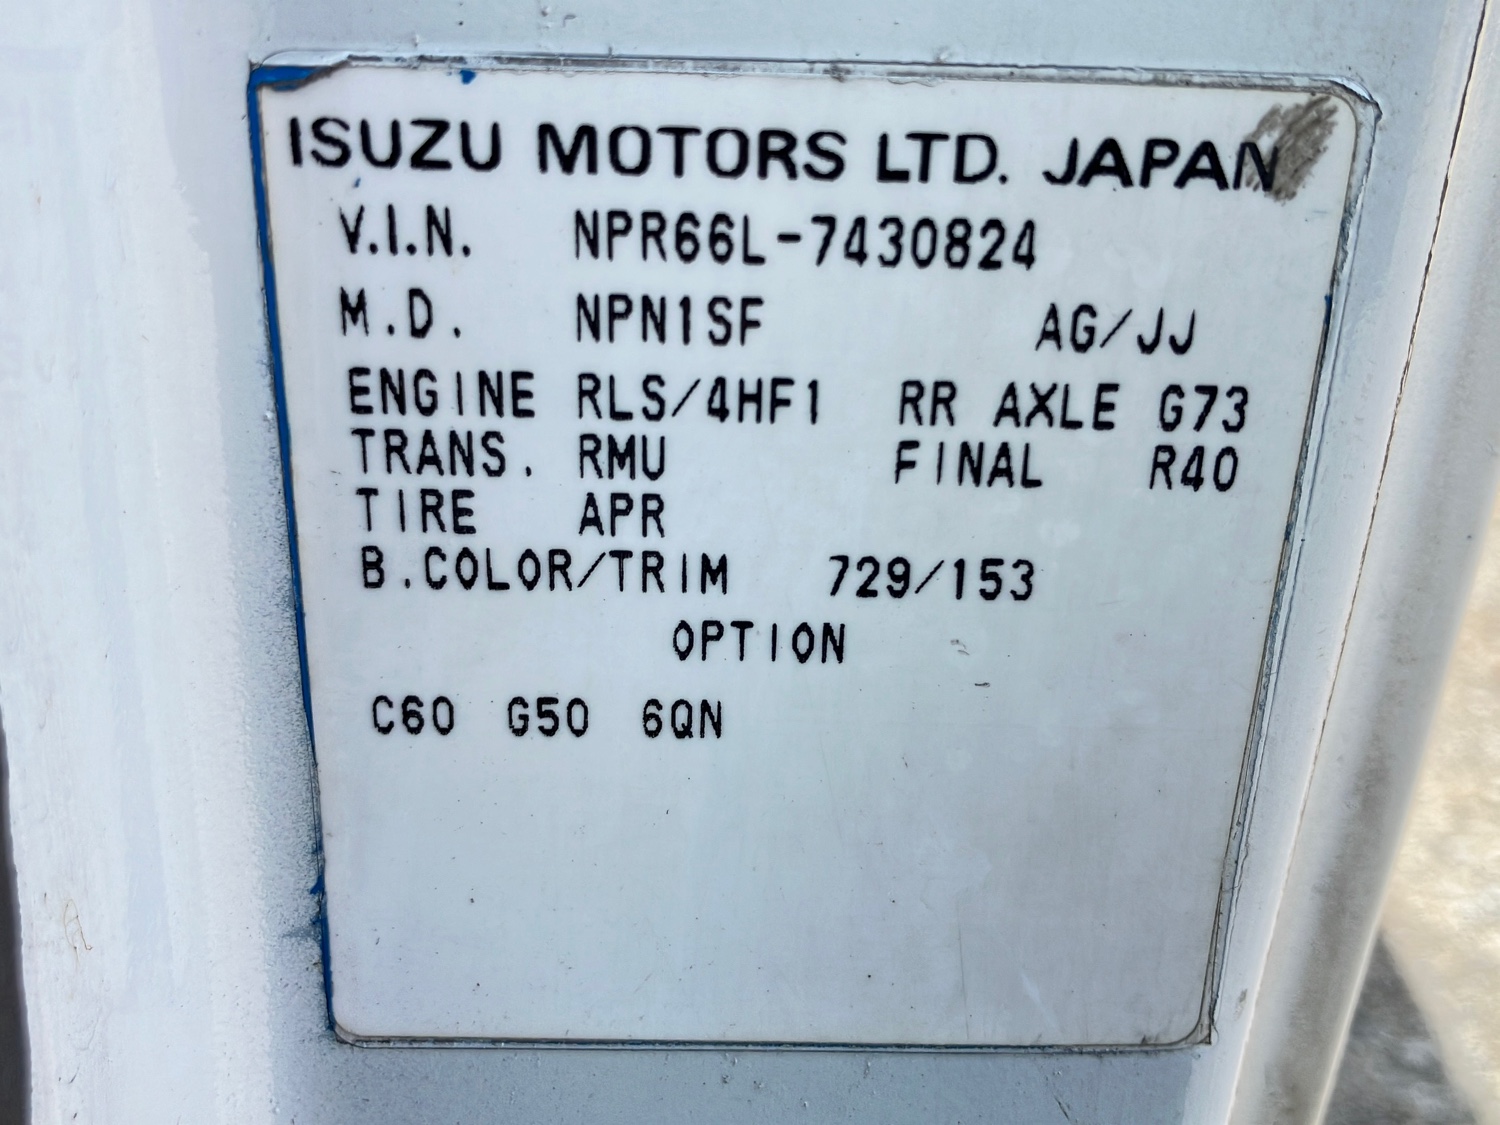 ISUZU MOTORS LTD. JAPAN
V.I.N. NPR66L-7430824
M.D. NPN1SF AG/JJ
ENGINE RLS/4HF1 RR AXLE G73
TRANS. RMU FINAL R40
TIRE APR
B.COLOR/TRIM 729/153
OPTION
C60 G50 6QN